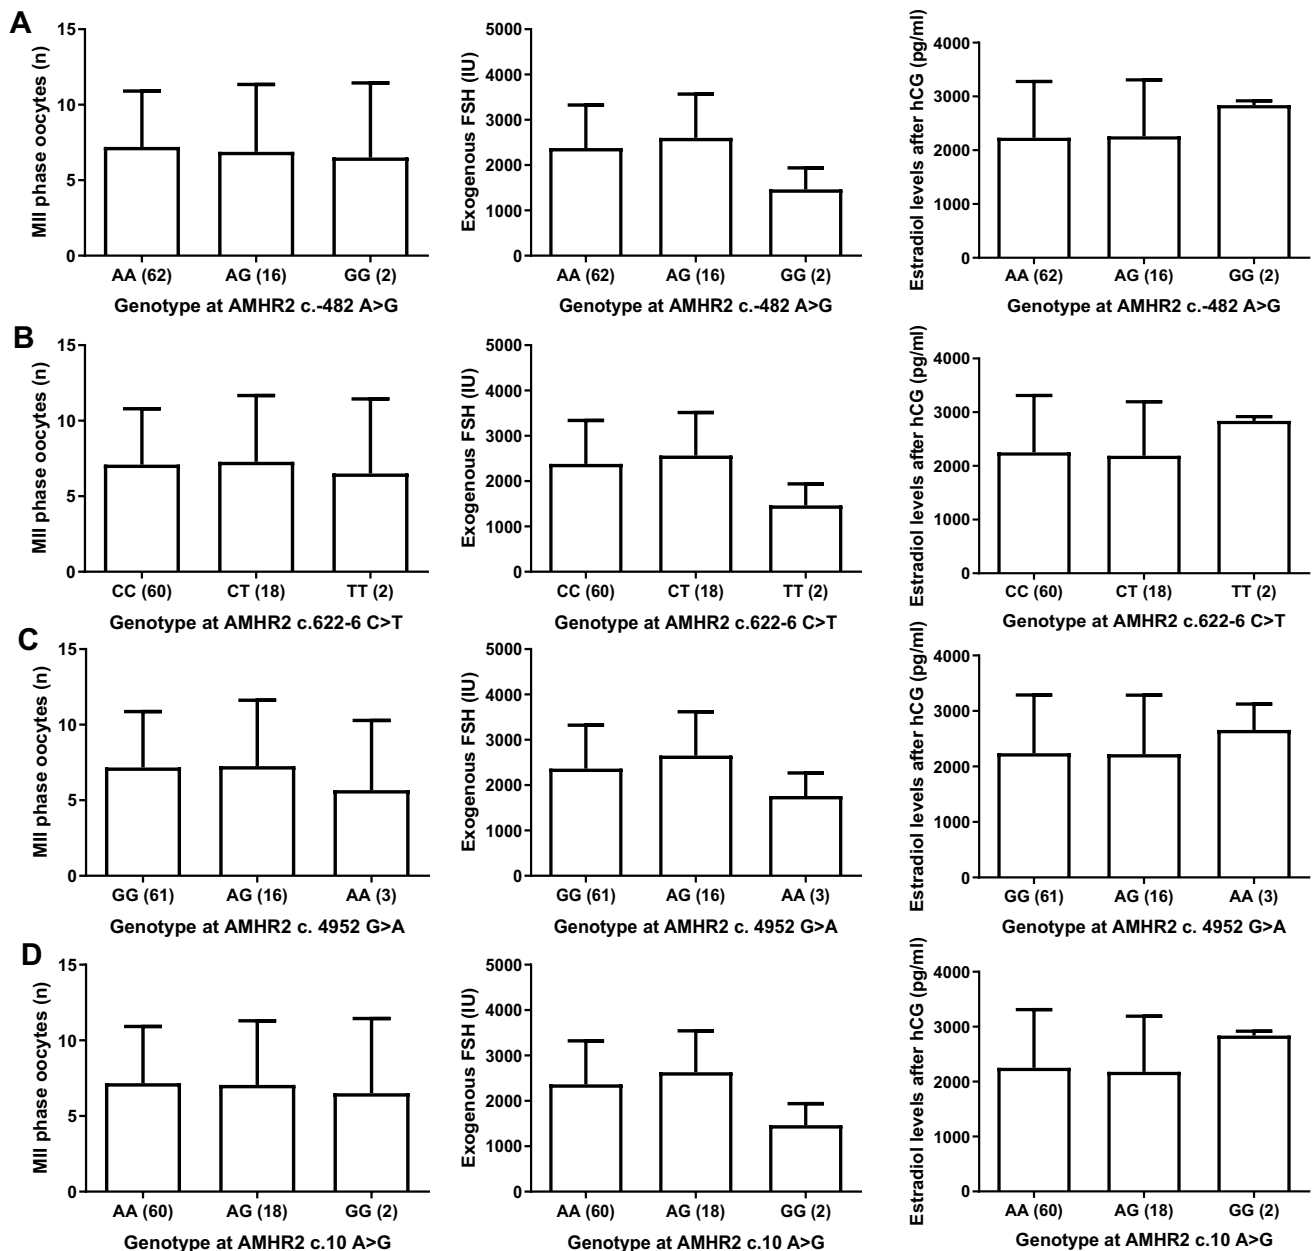 A
MII phase oocytes (n)
15
10
5
0
AA (62) AG (16) GG (2)
Genotype at AMHR2 c.-482 A>G
Exogenous FSH (IU)
5000
4000
3000
2000
1000
0
AA (62) AG (16) GG (2)
Genotype at AMHR2 c.-482 A>G
Estradiol levels after hCG (pg/ml)
4000
3000
2000
1000
0
AA (62) AG (16) GG (2)
Genotype at AMHR2 c.-482 A>G
B
MII phase oocytes (n)
15
10
5
0
CC (60) CT (18) TT (2)
Genotype at AMHR2 c.622-6 C>T
Exogenous FSH (IU)
5000
4000
3000
2000
1000
0
CC (60) CT (18) TT (2)
Genotype at AMHR2 c.622-6 C>T
Estradiol levels after hCG (pg/ml)
4000
3000
2000
1000
0
CC (60) CT (18) TT (2)
Genotype at AMHR2 c.622-6 C>T
C
MII phase oocytes (n)
15
10
5
0
GG (61) AG (16) AA (3)
Genotype at AMHR2 c. 4952 G>A
Exogenous FSH (IU)
5000
4000
3000
2000
1000
0
GG (61) AG (16) AA (3)
Genotype at AMHR2 c. 4952 G>A
Estradiol levels after hCG (pg/ml)
4000
3000
2000
1000
0
GG (61) AG (16) AA (3)
Genotype at AMHR2 c. 4952 G>A
D
MII phase oocytes (n)
15
10
5
0
AA (60) AG (18) GG (2)
Genotype at AMHR2 c.10 A>G
Exogenous FSH (IU)
5000
4000
3000
2000
1000
0
AA (60) AG (18) GG (2)
Genotype at AMHR2 c.10 A>G
Estradiol levels after hCG (pg/ml)
4000
3000
2000
1000
0
AA (60) AG (18) GG (2)
Genotype at AMHR2 c.10 A>G